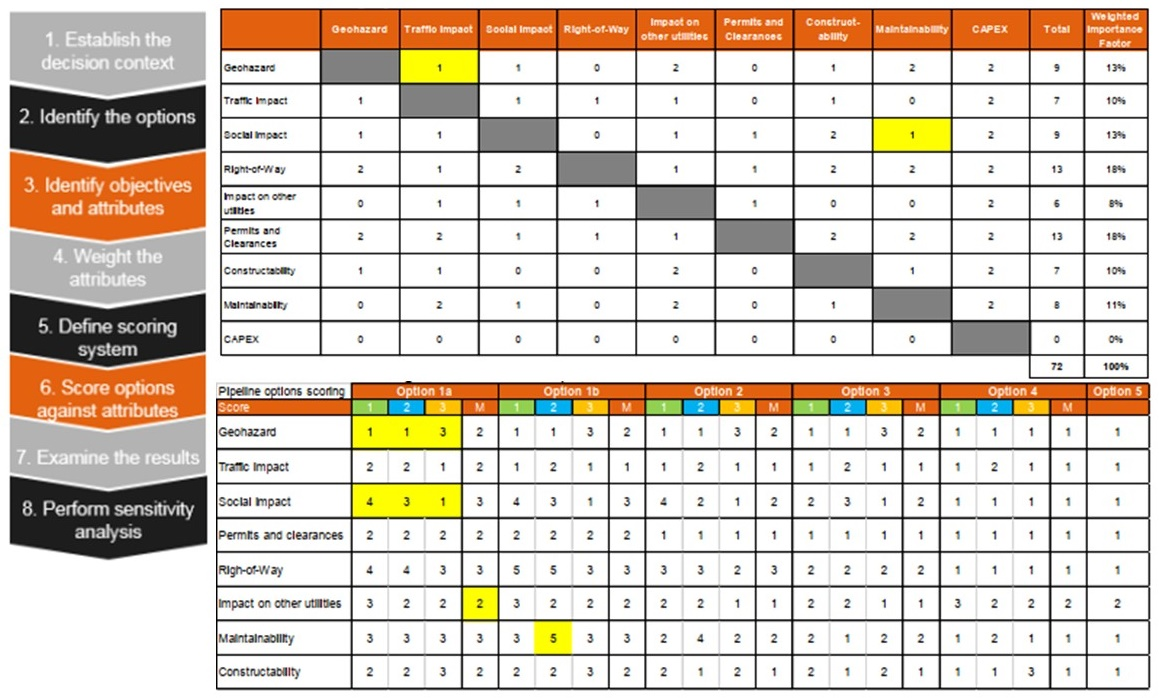 1. Establish the
decision context
2. Identify the options
3. Identify objectives
and attributes
4. Weight the
attributes
5. Define scoring
system
6. Score options
against attributes
7. Examine the results
8. Perform sensitivity
analysis
Geohazard Traffic Impact Social Impact Right-of-Way Impact on other utilities Permits and Clearances Construct-ability Maintainability CAPEX Total Weighted Importance Factor
Geohazard 1 1 0 2 0 1 2 2 9 13%
Traffic Impact 1 1 1 1 0 1 0 2 7 10%
Social Impact 1 1 0 1 1 2 1 2 9 13%
Right-of-Way 2 1 2 1 1 2 2 2 13 18%
Impact on other utilities 0 1 1 1 1 0 0 2 6 8%
Permits and Clearances 2 2 1 1 1 2 2 2 13 18%
Constructability 1 1 0 0 2 0 1 2 7 10%
Maintainability 0 2 1 0 2 0 1 2 8 11%
CAPEX 0 0 0 0 0 0 0 0 0 0%
72 100%
Pipeline options scoring Option 1a Option 1b Option 2 Option 3 Option 4 Option 5
Score 1 2 3 M 1 2 3 M 1 2 3 M 1 2 3 M 1 2 3 M
Geohazard 1 1 3 2 1 1 3 2 1 1 3 2 1 1 3 2 1 1 1 1 1
Traffic Impact 2 2 1 2 1 2 1 1 1 2 1 1 1 2 1 1 1 2 1 1 1
Social Impact 4 3 1 3 4 3 1 3 4 2 1 2 2 3 1 2 1 1 1 1 1
Permits and clearances 2 2 2 2 2 2 2 2 1 1 1 1 1 1 1 1 1 1 1 1 1
Righ-of-Way 4 4 3 3 5 5 3 3 3 3 2 3 2 2 2 2 1 1 1 1 1
Impact on other utilities 3 2 2 2 3 2 2 2 2 2 1 1 2 2 1 1 3 2 2 2 2
Maintainability 3 3 3 3 3 5 3 3 2 4 2 2 2 1 2 2 1 2 1 1 1
Constructability 2 2 3 2 2 2 3 2 2 1 2 1 2 1 2 1 1 1 3 1 1